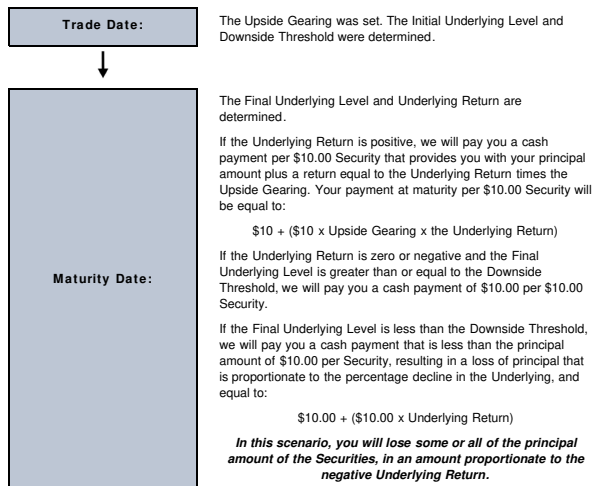 Trade Date:
The Upside Gearing was set. The Initial Underlying Level and
Downside Threshold were determined.
Maturity Date:
The Final Underlying Level and Underlying Return are
determined.
If the Underlying Return is positive, we will pay you a cash
payment per $10.00 Security that provides you with your principal
amount plus a return equal to the Underlying Return times the
Upside Gearing. Your payment at maturity per $10.00 Security will
be equal to:
$10 + ($10 x Upside Gearing x the Underlying Return)
If the Underlying Return is zero or negative and the Final
Underlying Level is greater than or equal to the Downside
Threshold, we will pay you a cash payment of $10.00 per $10.00
Security.
If the Final Underlying Level is less than the Downside Threshold,
we will pay you a cash payment that is less than the principal
amount of $10.00 per Security, resulting in a loss of principal that
is proportionate to the percentage decline in the Underlying, and
equal to:
$10.00 + ($10.00 x Underlying Return)
In this scenario, you will lose some or all of the principal
amount of the Securities, in an amount proportionate to the
negative Underlying Return.